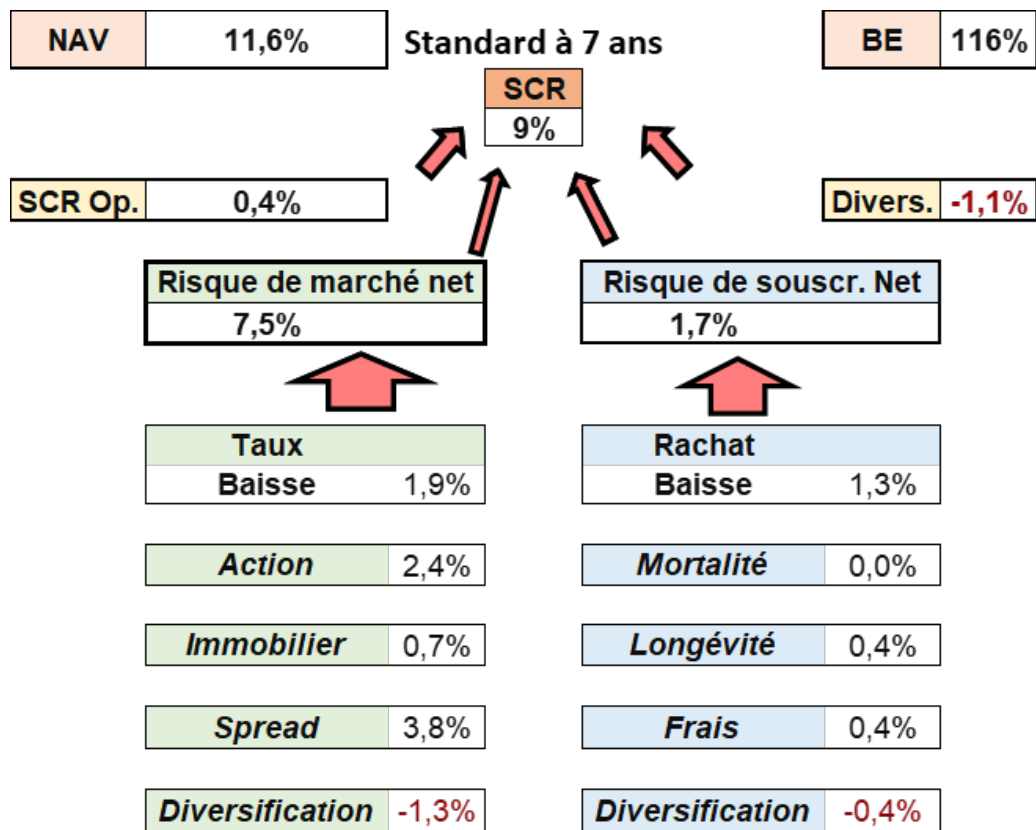 NAV 11,6% Standard à 7 ans BE 116%
SCR
9%
SCR Op. 0,4% Divers. -1,1%
Risque de marché net Risque de souscr. Net
7,5% 1,7%
Taux Rachat
Baisse 1,9% Baisse 1,3%
Action 2,4% Mortalité 0,0%
Immobilier 0,7% Longévité 0,4%
Spread 3,8% Frais 0,4%
Diversification -1,3% Diversification -0,4%